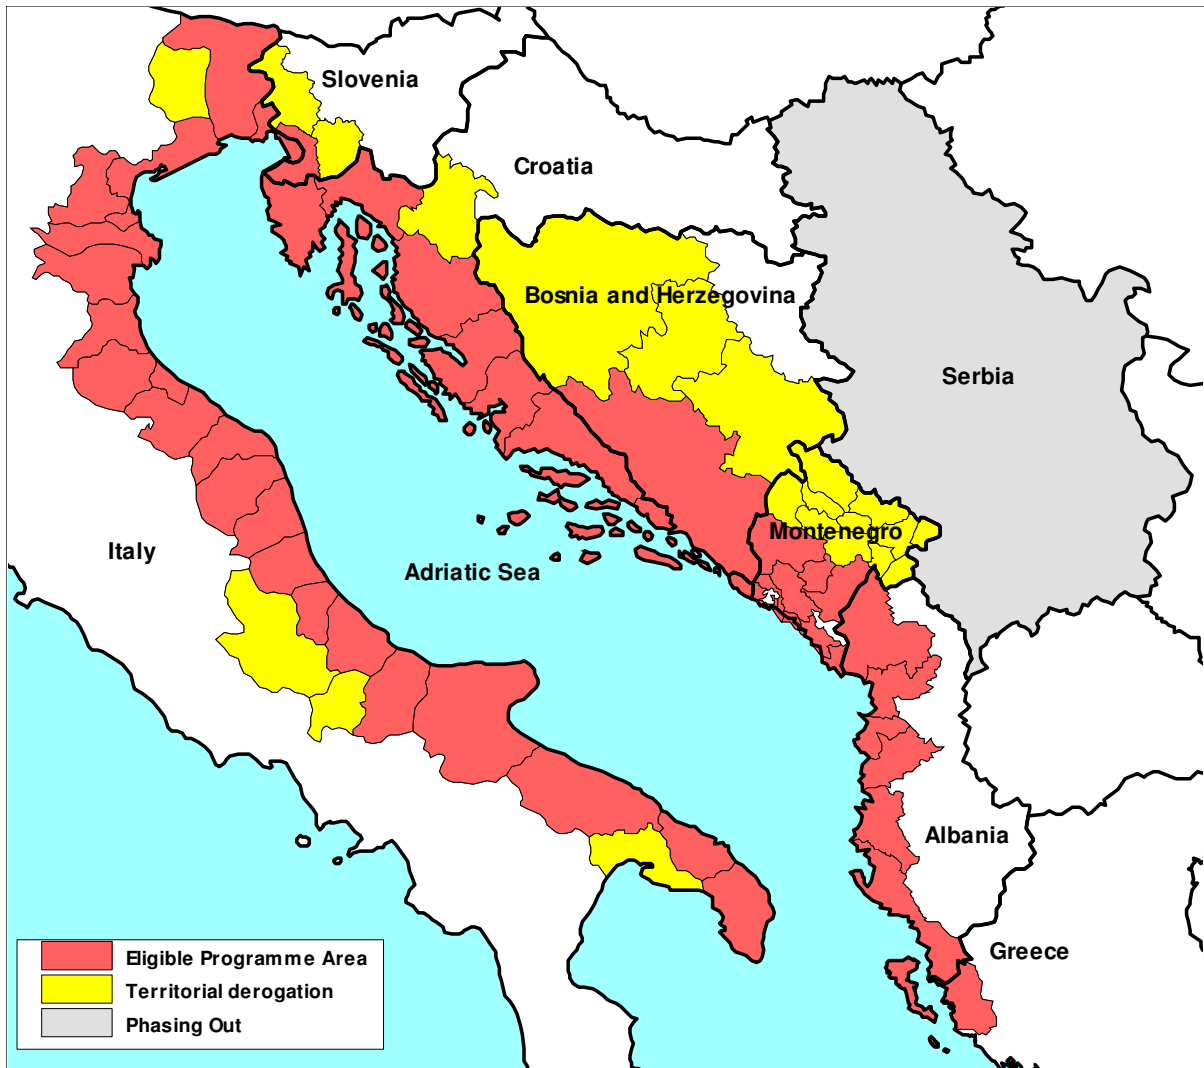 Slovenia
Croatia
Bosnia and Herzegovina
Serbia
Italy
Montenegro
Adriatic Sea
Albania
Greece
Eligible Programme Area
Territorial derogation
Phasing Out